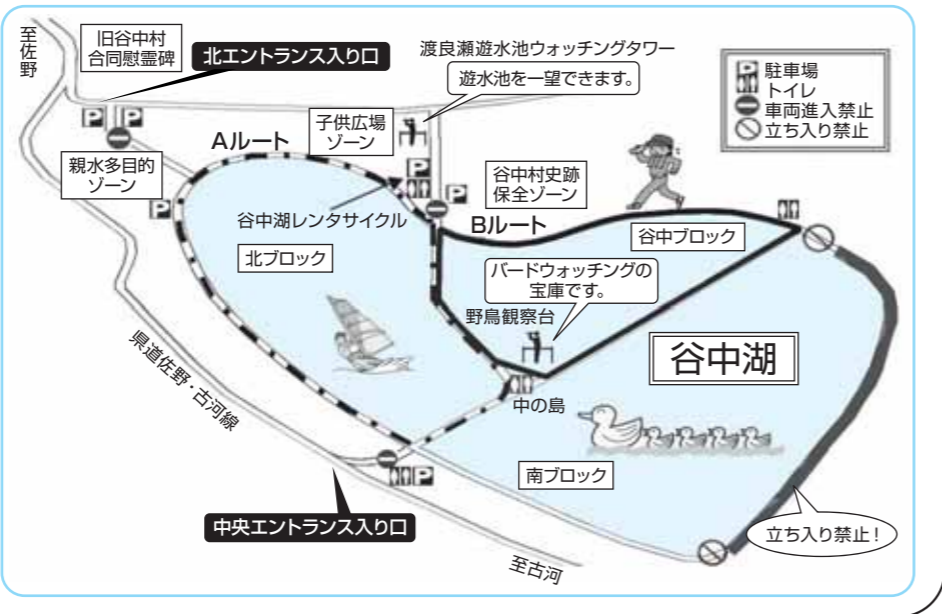 至佐野
旧谷中村
合同慰霊碑
北エントランス入り口
渡良瀬遊水池ウォッチングタワー
遊水池を一望できます。
駐車場
トイレ
車両進入禁止
立ち入り禁止
子供広場
ゾーン
Aルート
親水多目的
ゾーン
谷中村史跡
保全ゾーン
谷中湖レンタサイクル
Bルート
谷中ブロック
北ブロック
バードウォッチングの
宝庫です。
野鳥観察台
谷中湖
県道佐野・古河線
中の島
南ブロック
中央エントランス入り口
立ち入り禁止！
至古河